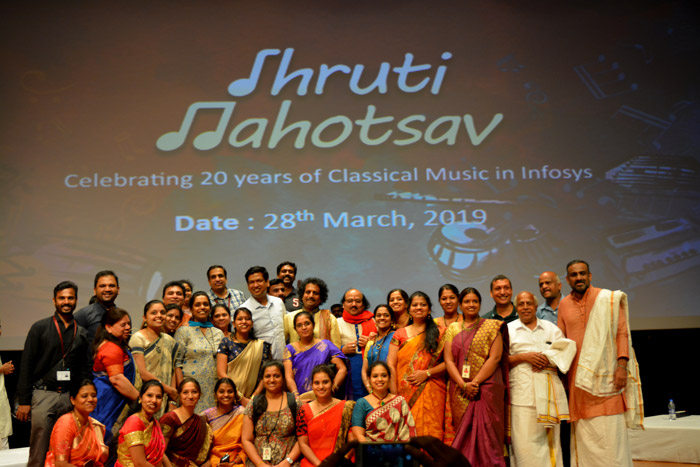 Shruti
Mahotsav
Celebrating 20 years of Classical Music in Infosys
Date : 28th March, 2019